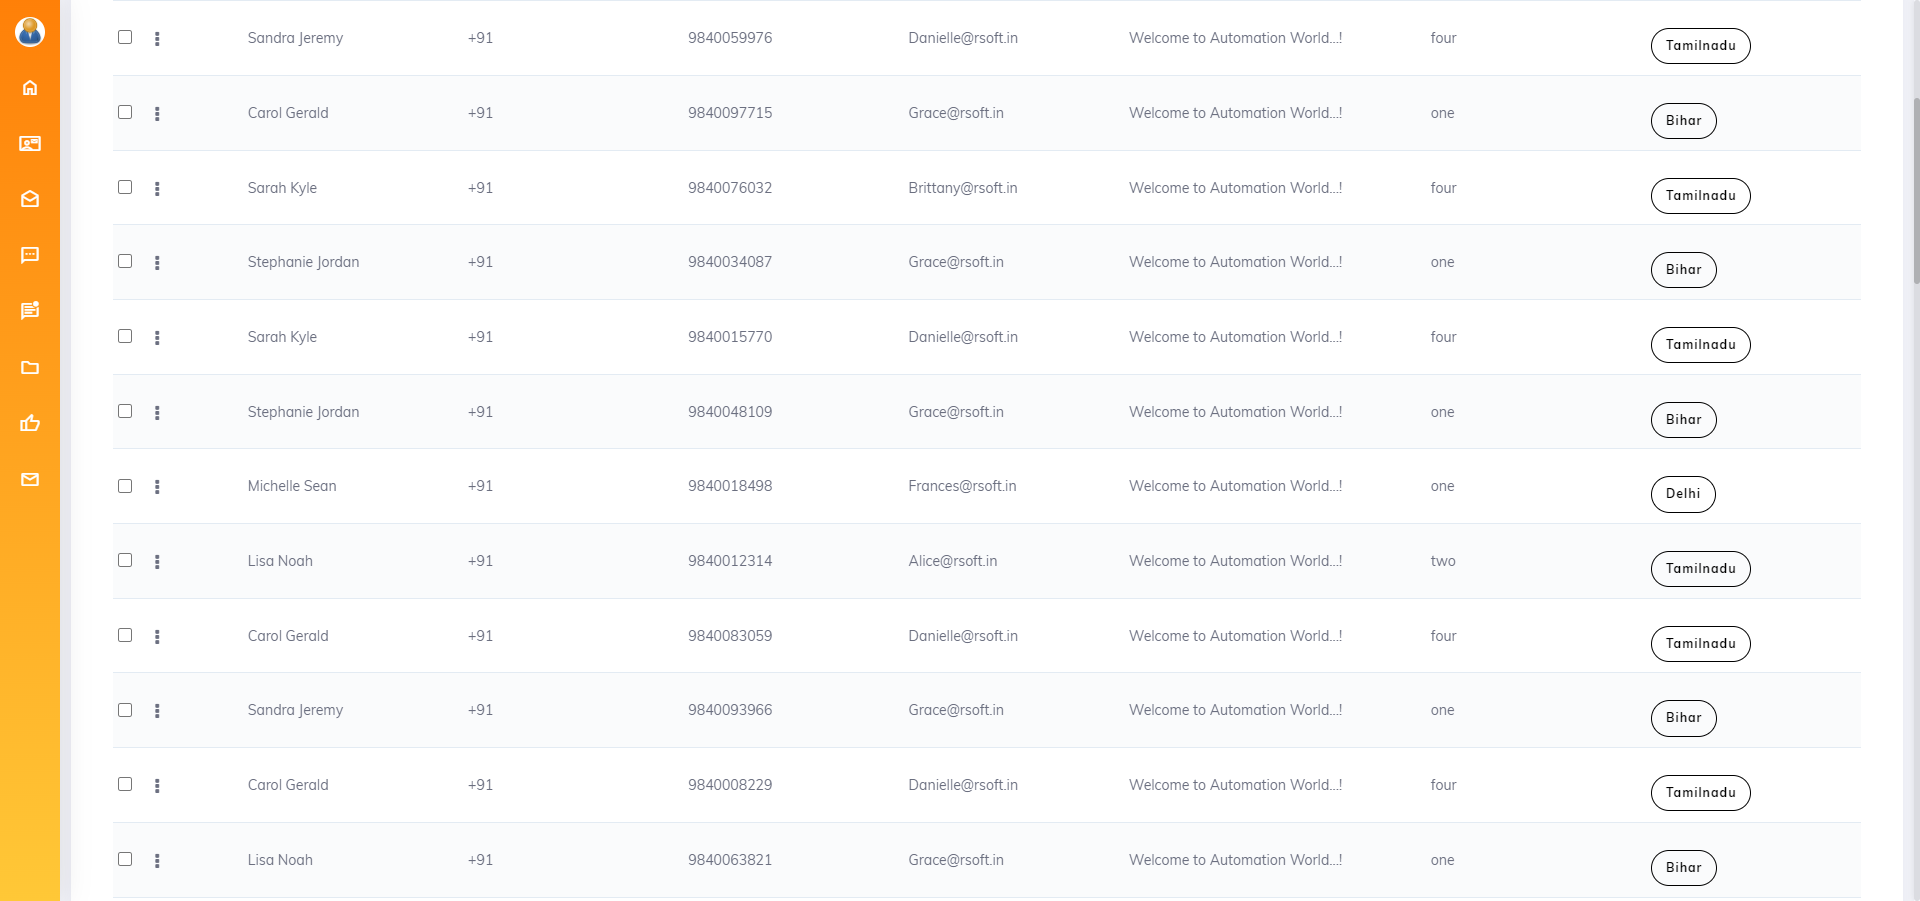 Sandra Jeremy +91 9840059976 Danielle@rsoft.in Welcome to Automation World...! four Tamilnadu
Carol Gerald +91 9840097715 Grace@rsoft.in Welcome to Automation World...! one Bihar
Sarah Kyle +91 9840076032 Brittany@rsoft.in Welcome to Automation World...! four Tamilnadu
Stephanie Jordan +91 9840034087 Grace@rsoft.in Welcome to Automation World...! one Bihar
Sarah Kyle +91 9840015770 Danielle@rsoft.in Welcome to Automation World...! four Tamilnadu
Stephanie Jordan +91 9840048109 Grace@rsoft.in Welcome to Automation World...! one Bihar
Michelle Sean +91 9840018498 Frances@rsoft.in Welcome to Automation World...! one Delhi
Lisa Noah +91 9840012314 Alice@rsoft.in Welcome to Automation World...! two Tamilnadu
Carol Gerald +91 9840083059 Danielle@rsoft.in Welcome to Automation World...! four Tamilnadu
Sandra Jeremy +91 9840093966 Grace@rsoft.in Welcome to Automation World...! one Bihar
Carol Gerald +91 9840008229 Danielle@rsoft.in Welcome to Automation World...! four Tamilnadu
Lisa Noah +91 9840063821 Grace@rsoft.in Welcome to Automation World...! one Bihar